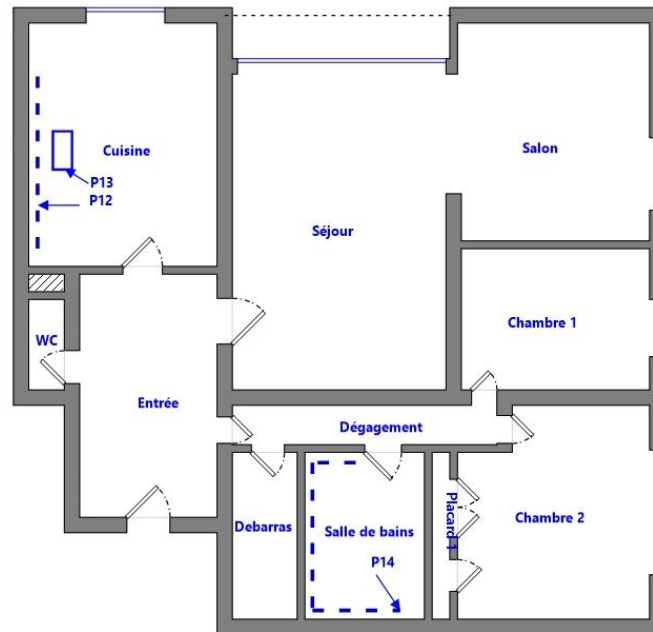 Cuisine
Salon
P13
P12
Séjour
Chambre 1
WC
Entrée
Dégagement
Placard 1
Chambre 2
Debarras
Salle de bains
P14